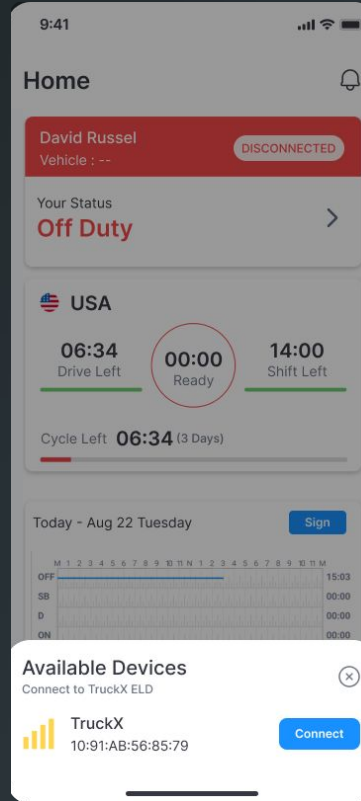 9:41
Home
David Russel
Vehicle : --
DISCONNECTED
Your Status
Off Duty
USA
06:34
Drive Left
00:00
Ready
14:00
Shift Left
Cycle Left 06:34 (3 Days)
Today - Aug 22 Tuesday
Sign
M 1 2 3 4 5 6 7 8 9 10 11 N 1 2 3 4 5 6 7 8 9 10 11 M
OFF 15:03
SB 00:00
D 00:00
ON 00:00
Available Devices
Connect to TruckX ELD
TruckX
10:91:AB:56:85:79
Connect